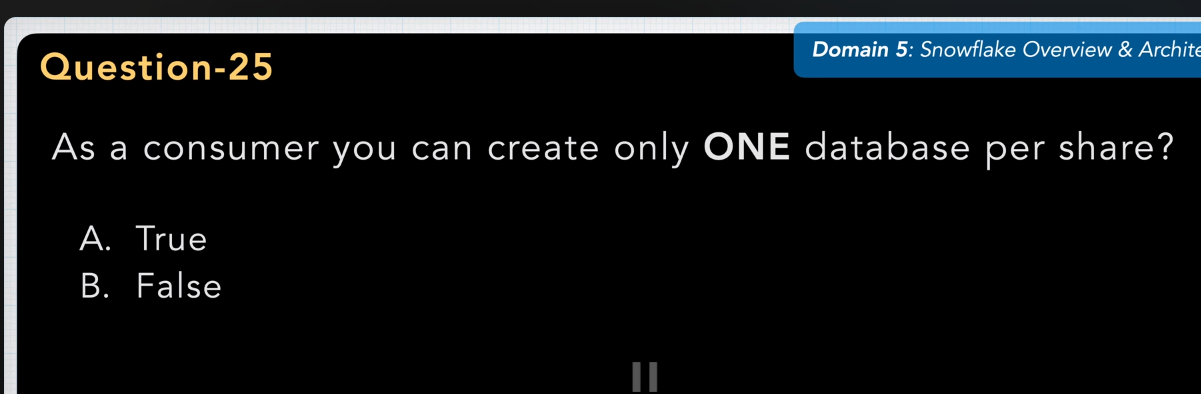 Domain 5: Snowflake Overview & Archite
Question-25
As a consumer you can create only ONE database per share?
A. True
B. False